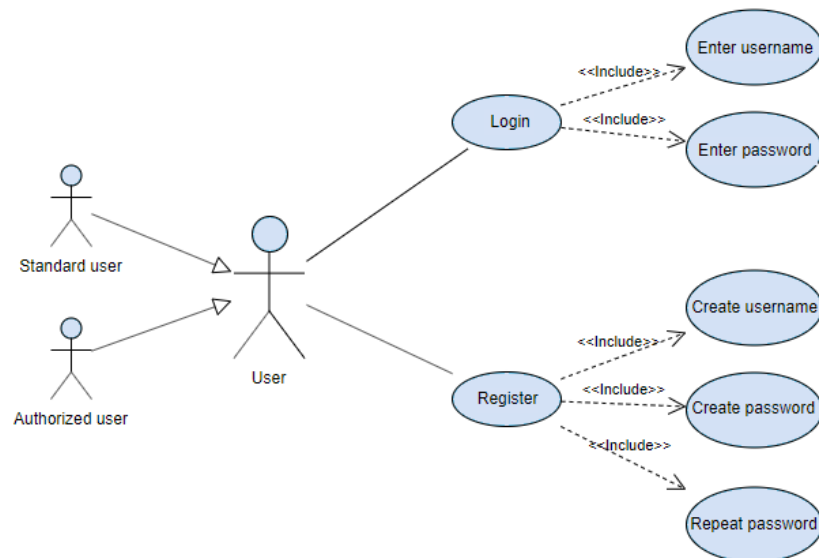 Enter username
<<Include>>
Login
<<Include>>
Enter password
Standard user
User
Authorized user
Create username
<<Include>>
Register
<<Include>>
Create password
<<Include>>
Repeat password